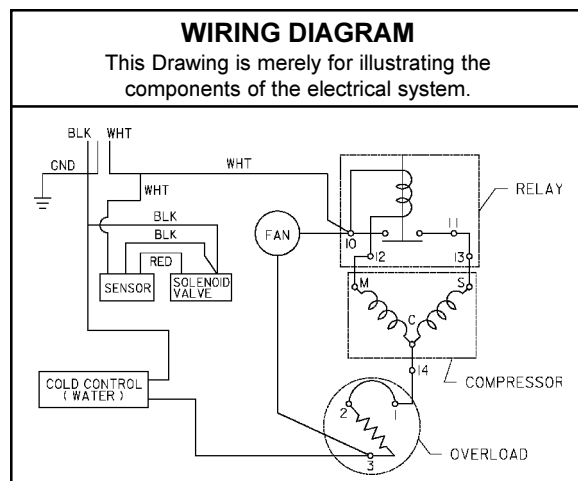 WIRING DIAGRAM
This Drawing is merely for illustrating the
components of the electrical system.
BLK WHT
GND
WHT
WHT
BLK
BLK
RED
SENSOR
SOLENOID
VALVE
FAN
RELAY
10
11
12
13
M
S
C
14
COMPRESSOR
COLD CONTROL
( WATER )
2
1
3
OVERLOAD